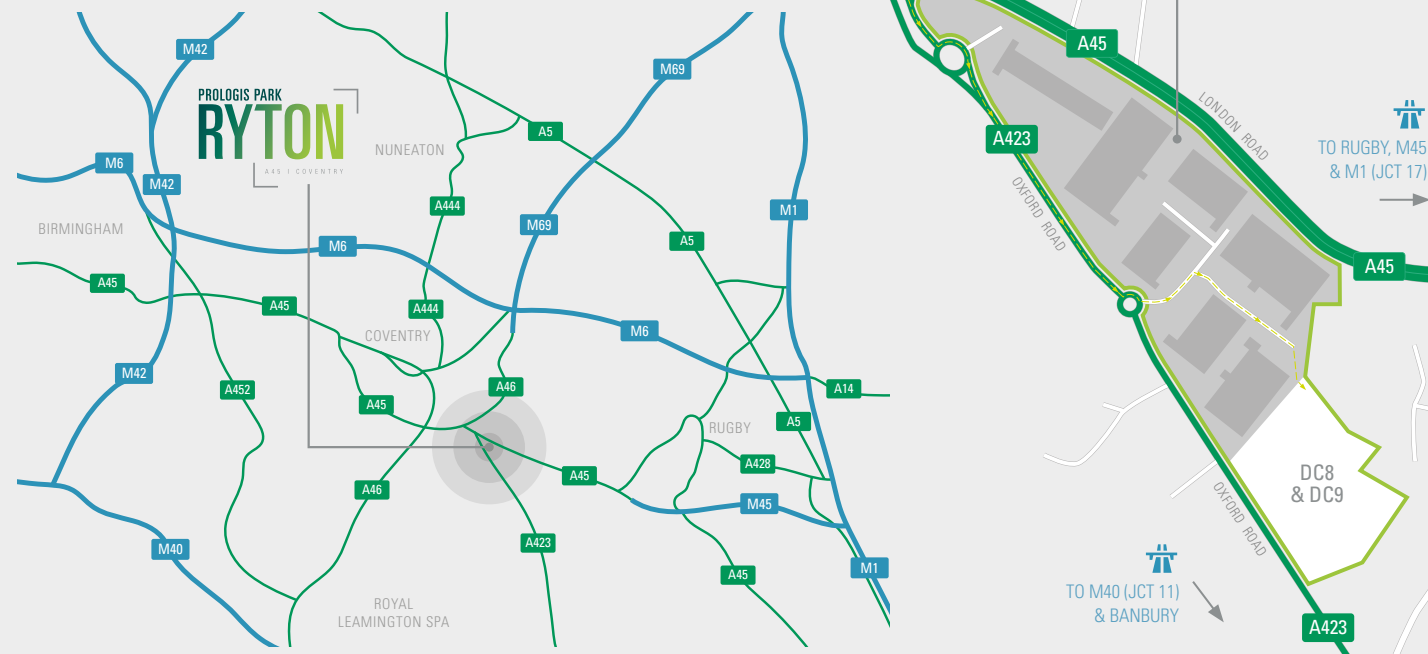 M42
M69
PROLOGIS PARK
RYTON
A45 | COVENTRY
NUNEATON
A5
M6
M42
A444
M1
M69
BIRMINGHAM
M6
A5
A45
A45
A444
COVENTRY
M6
M42
A452
A46
A45
A14
A5
RUGBY
A428
A45
A46
M45
A423
M40
A45
M1
ROYAL
LEAMINGTON SPA
A45
LONDON ROAD
A423
OXFORD ROAD
TO RUGBY, M45
& M1 (JCT 17)
A45
DC8
& DC9
OXFORD ROAD
TO M40 (JCT 11)
& BANBURY
A423